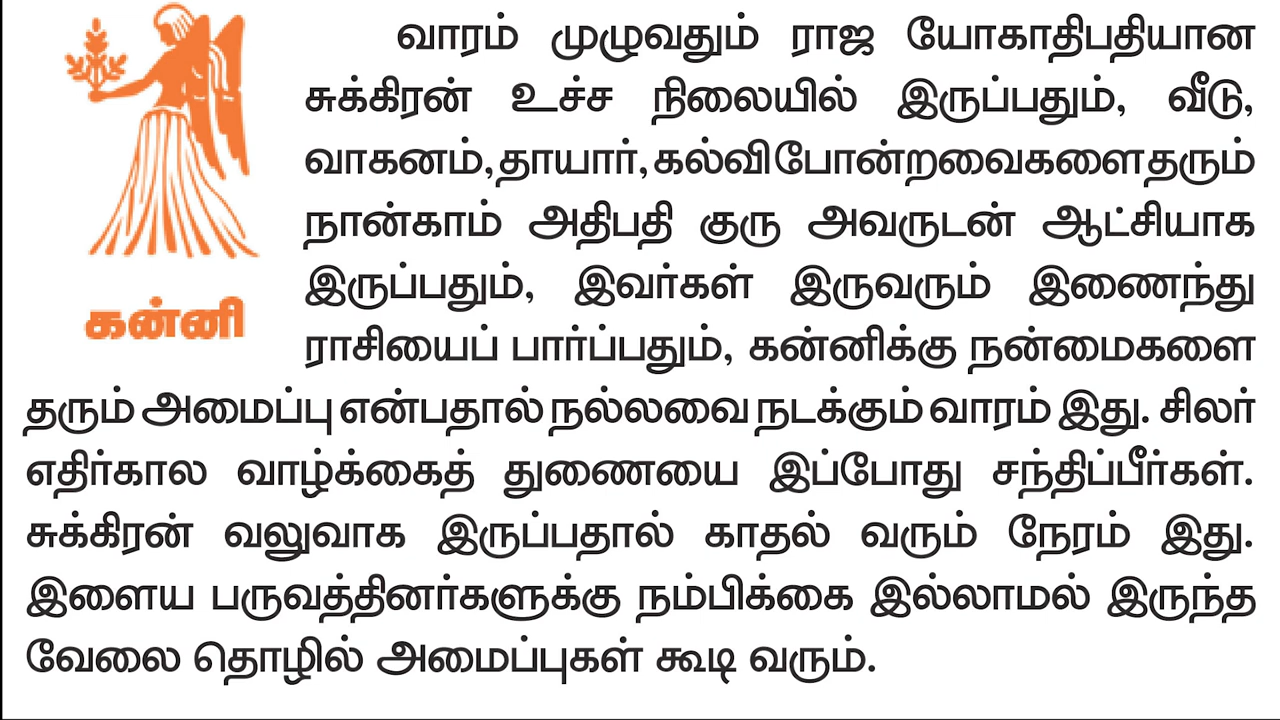 வாரம் முழுவதும் ராஜ யோகாதிபதியான
சுக்கிரன் உச்ச நிலையில் இருப்பதும், வீடு,
வாகனம், தாயார், கல்வி போன்றவைகளை தரும்
நான்காம் அதிபதி குரு அவருடன் ஆட்சியாக
இருப்பதும், இவர்கள் இருவரும் இணைந்து
ராசியைப் பார்ப்பதும், கன்னிக்கு நன்மைகளை
தரும் அமைப்பு என்பதால் நல்லவை நடக்கும் வாரம் இது. சிலர்
எதிர்கால வாழ்க்கைத் துணையை இப்போது சந்திப்பீர்கள்.
சுக்கிரன் வலுவாக இருப்பதால் காதல் வரும் நேரம் இது.
இளைய பருவத்தினர்களுக்கு நம்பிக்கை இல்லாமல் இருந்த
வேலை தொழில் அமைப்புகள் கூடி வரும்.
கன்னி